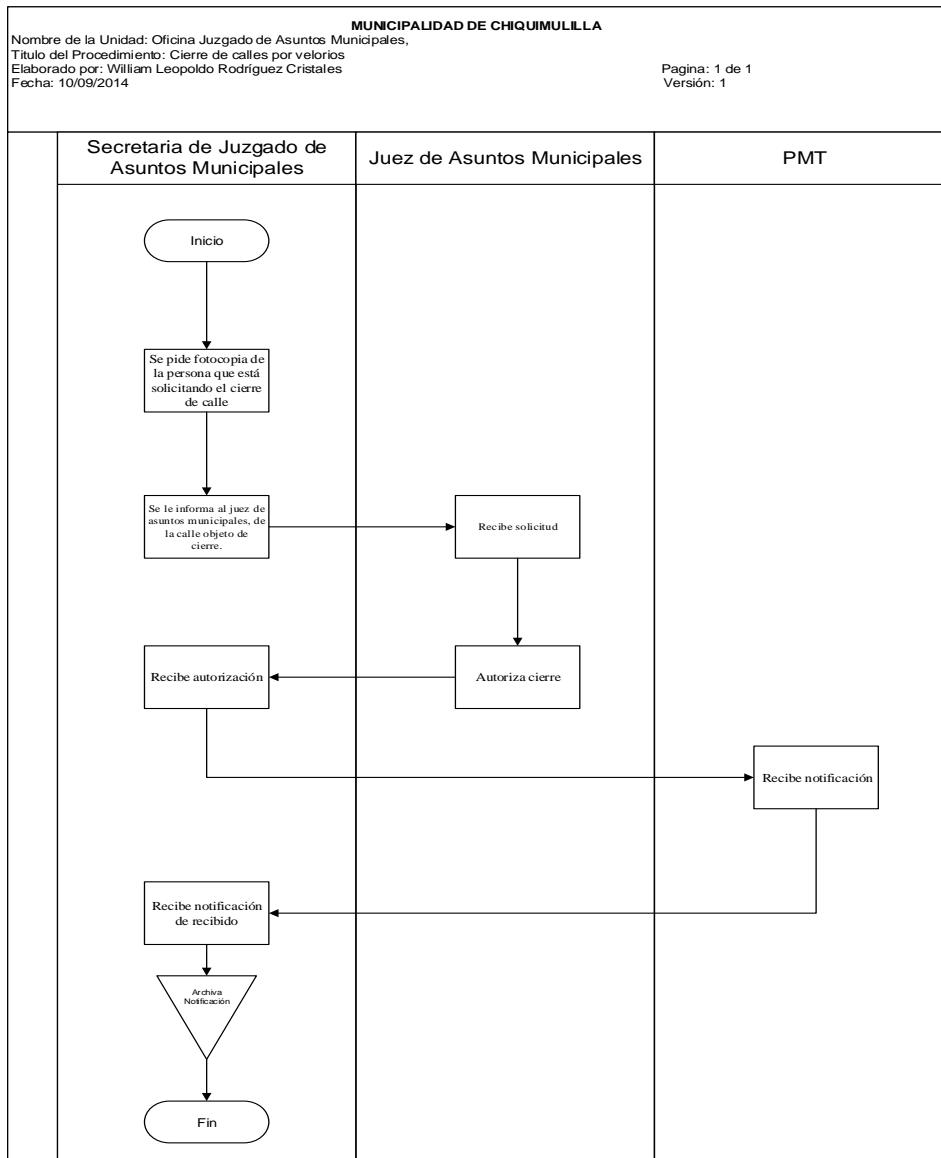 MUNICIPALIDAD DE CHIQUIMULILLA
Nombre de la Unidad: Oficina Juzgado de Asuntos Municipales,
Titulo del Procedimiento: Cierre de calles por velorios
Elaborado por: William Leopoldo Rodríguez Cristales
Pagina: 1 de 1
Fecha: 10/09/2014
Versión: 1
Secretaria de Juzgado de
Asuntos Municipales
Juez de Asuntos Municipales
PMT
Inicio
Se pide fotocopia de
la persona que está
solicitando el cierre
de calle
Se le informa al juez de
asuntos municipales, de
la calle objeto de
cierre.
Recibe solicitud
Recibe autorización
Autoriza cierre
Recibe notificación
Recibe notificación
de recibido
Archiva
Notificación
Fin